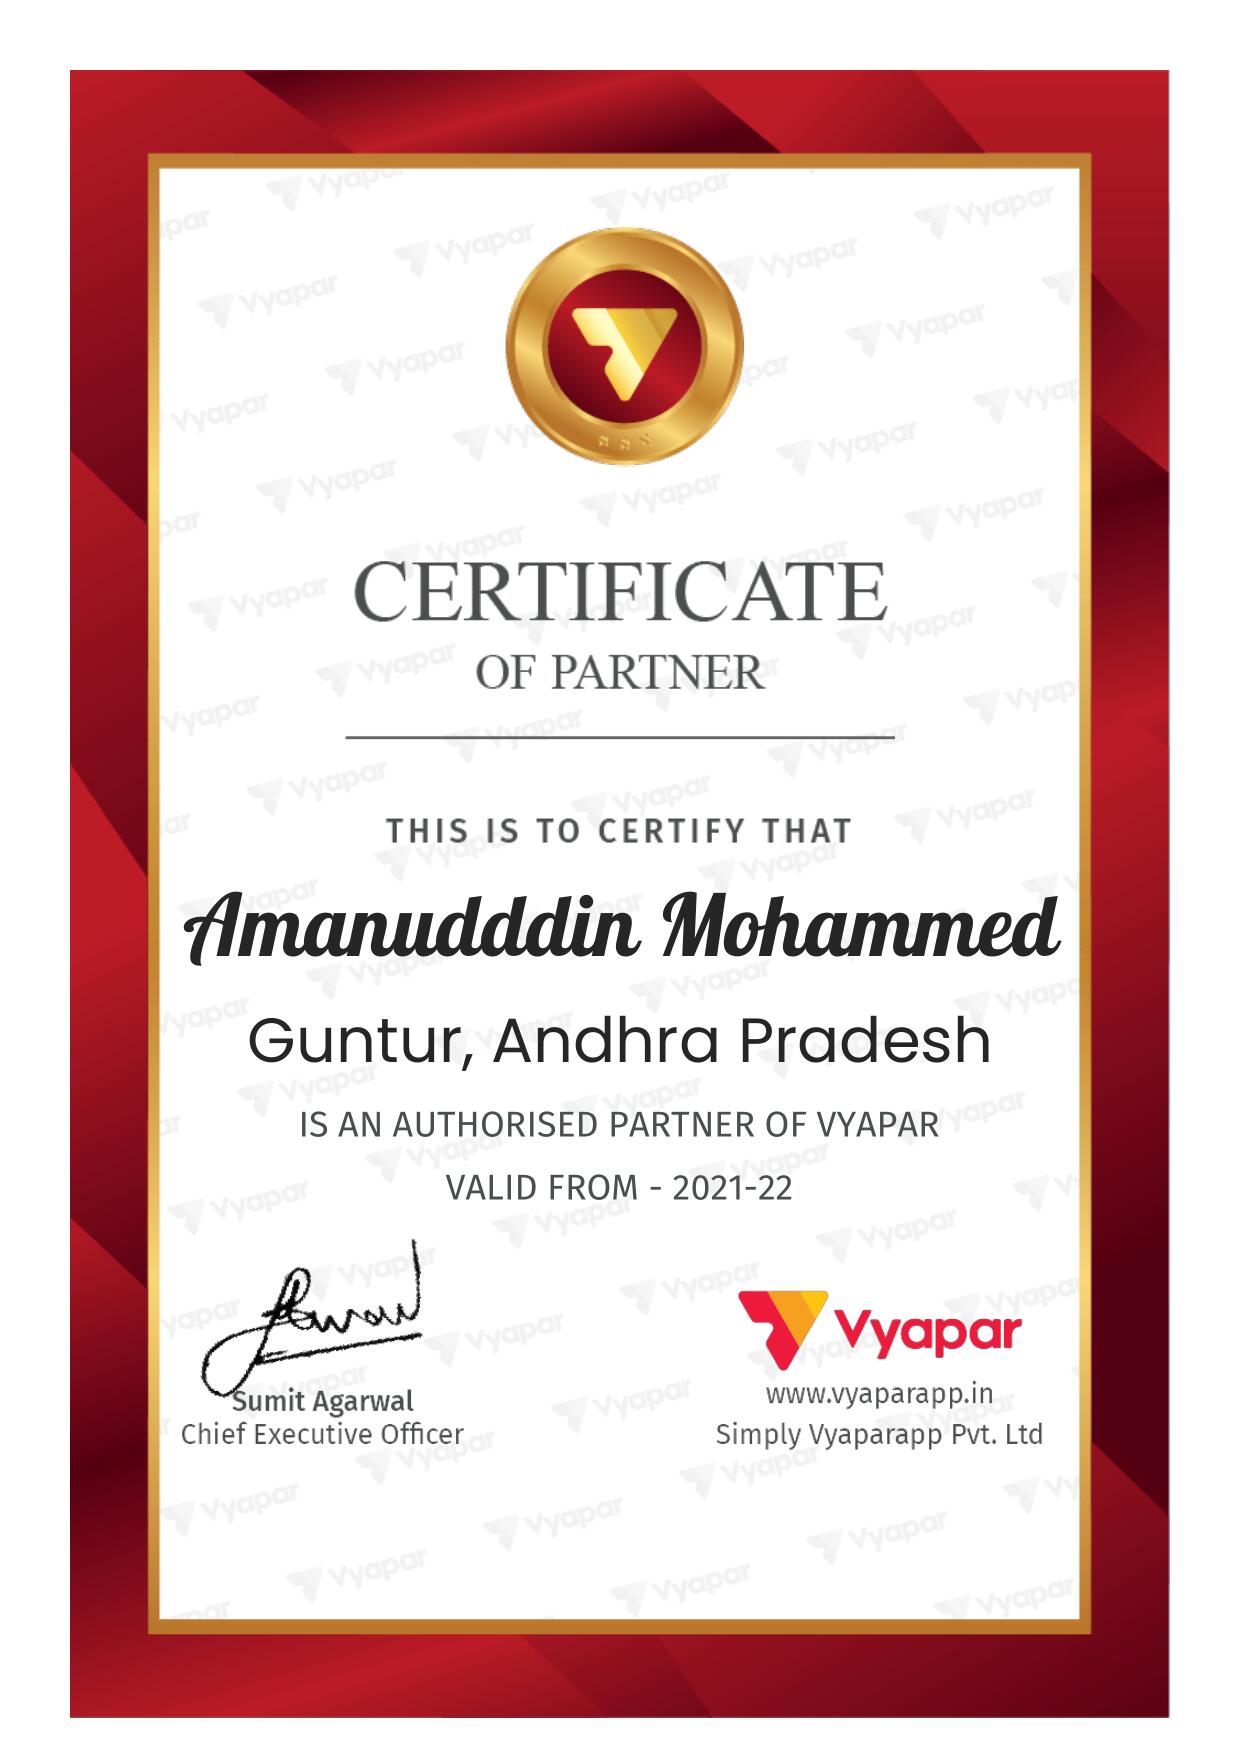 CERTIFICATE
OF PARTNER
THIS IS TO CERTIFY THAT
Amanudddin Mohammed
Guntur, Andhra Pradesh
IS AN AUTHORISED PARTNER OF VYAPAR
VALID FROM - 2021-22
Sumit Agarwal
Chief Executive Officer
Vyapar
www.vyaparapp.in
Simply Vyaparapp Pvt. Ltd